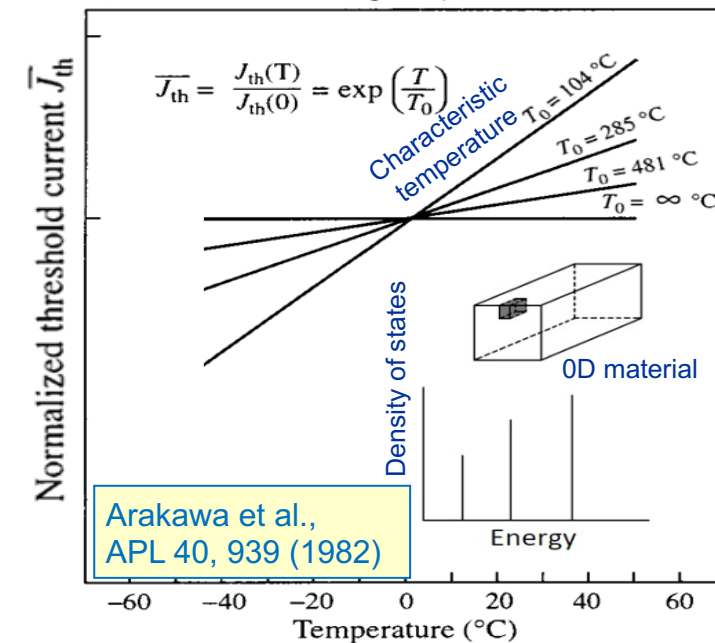 Normalized threshold current J̅th
J̅th = Jth(T) / Jth(0) = exp(T/T0)
Characteristic
temperature
T0 = 104 °C
T0 = 285 °C
T0 = 481 °C
T0 = ∞ °C
Density of states
0D material
Energy
Arakawa et al.,
APL 40, 939 (1982)
−60 −40 −20 0 20 40 60
Temperature (°C)